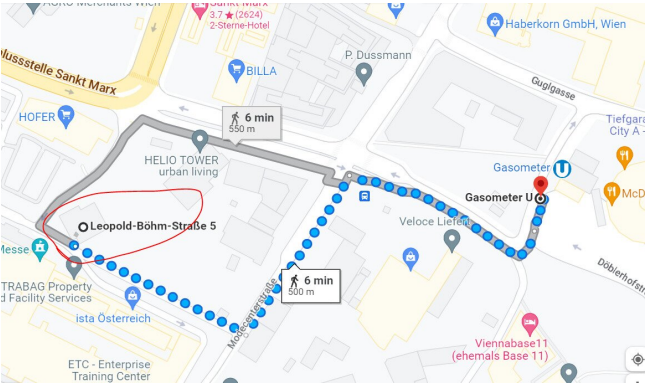 AGRO Merchants Wien
Sankt Marx
3.7 ★ (2624)
2-Sterne-Hotel
Haberkorn GmbH, Wien
P. Dussmann
BILLA
lussstelle Sankt Marx
Guglgasse
HOFER
6 min
550 m
HELIO TOWER
urban living
Tiefgara
City A -
Gasometer
U
Gasometer U
McD
Leopold-Böhm-Straße 5
Veloce Liefer
Messe
TRABAG Property
d Facility Services
6 min
500 m
Modecenterstraße
Döblerhofst
ista Österreich
Viennabase11
(ehemals Base 11)
ETC - Enterprise
Training Center